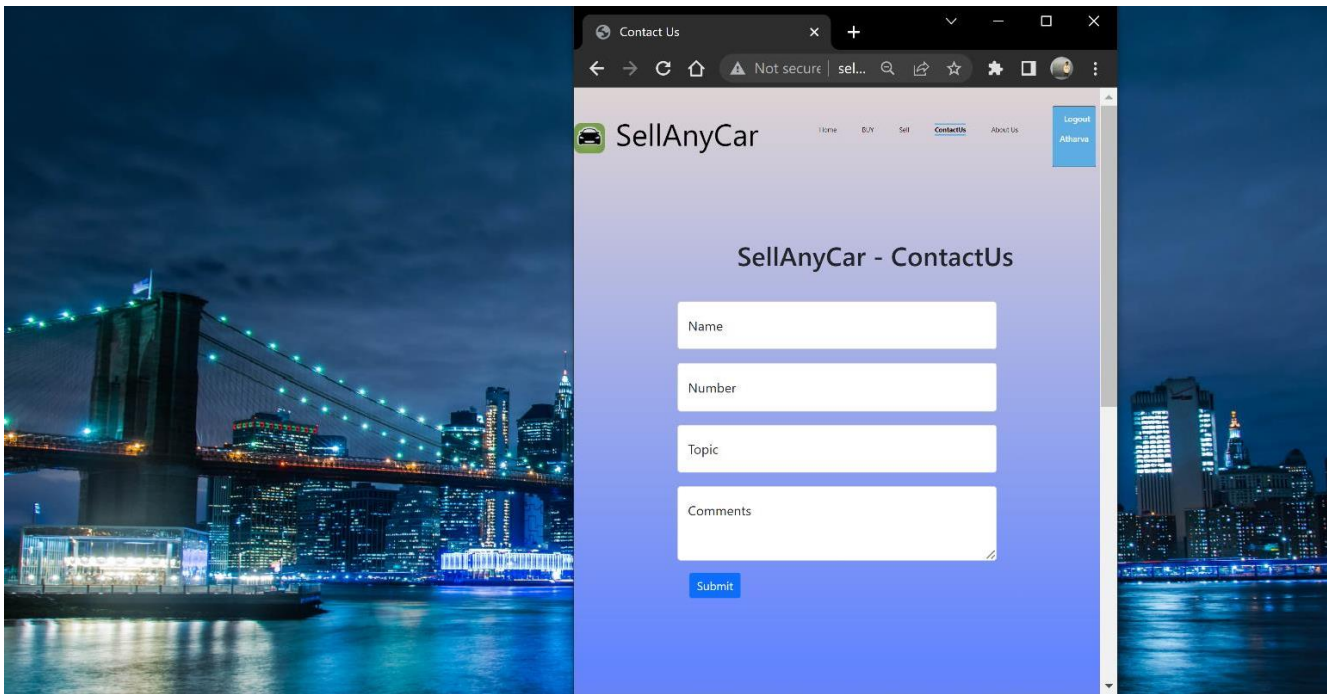 Contact Us
Not secure | sel...
SellAnyCar
Home BUY Sell ContactUs About Us
Logout
Atharva
SellAnyCar - ContactUs
Name
Number
Topic
Comments
Submit